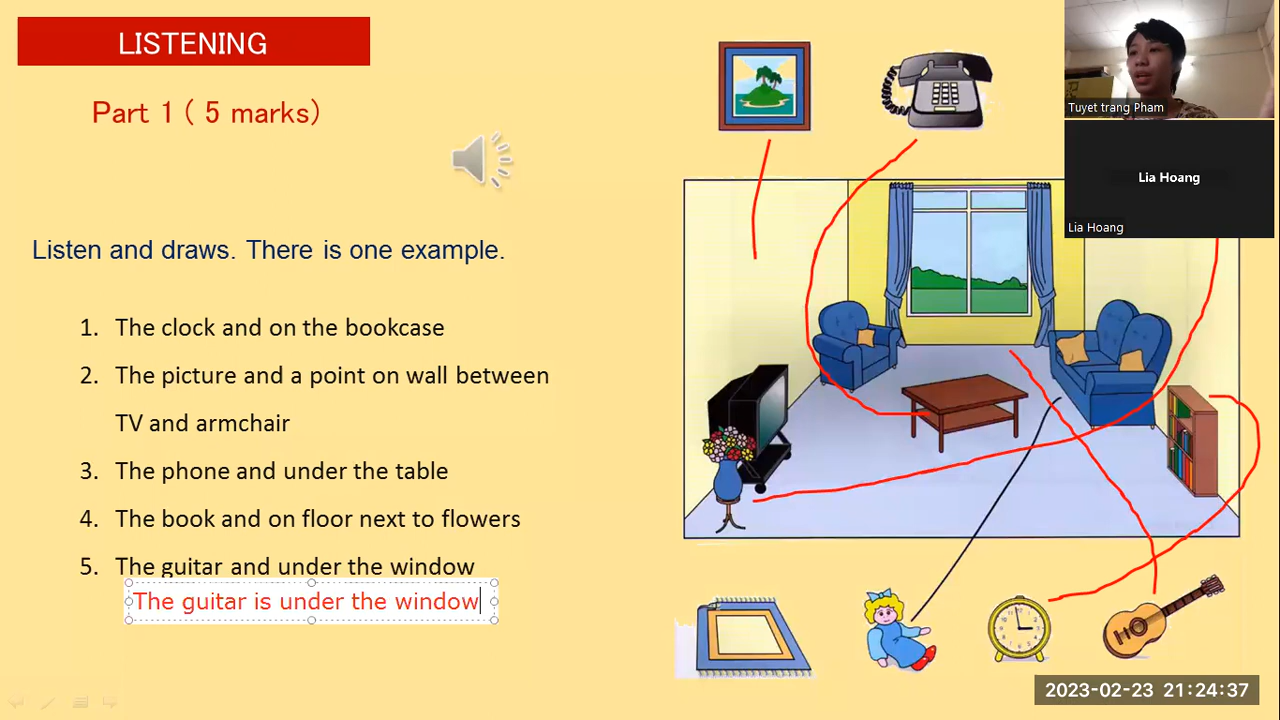 LISTENING
Part 1 ( 5 marks)
Listen and draws. There is one example.
1. The clock and on the bookcase
2. The picture and a point on wall between
TV and armchair
3. The phone and under the table
4. The book and on floor next to flowers
5. The guitar and under the window
The guitar is under the window
Tuyet trang Pham
Lia Hoang
Lia Hoang
2023-02-23 21:24:37